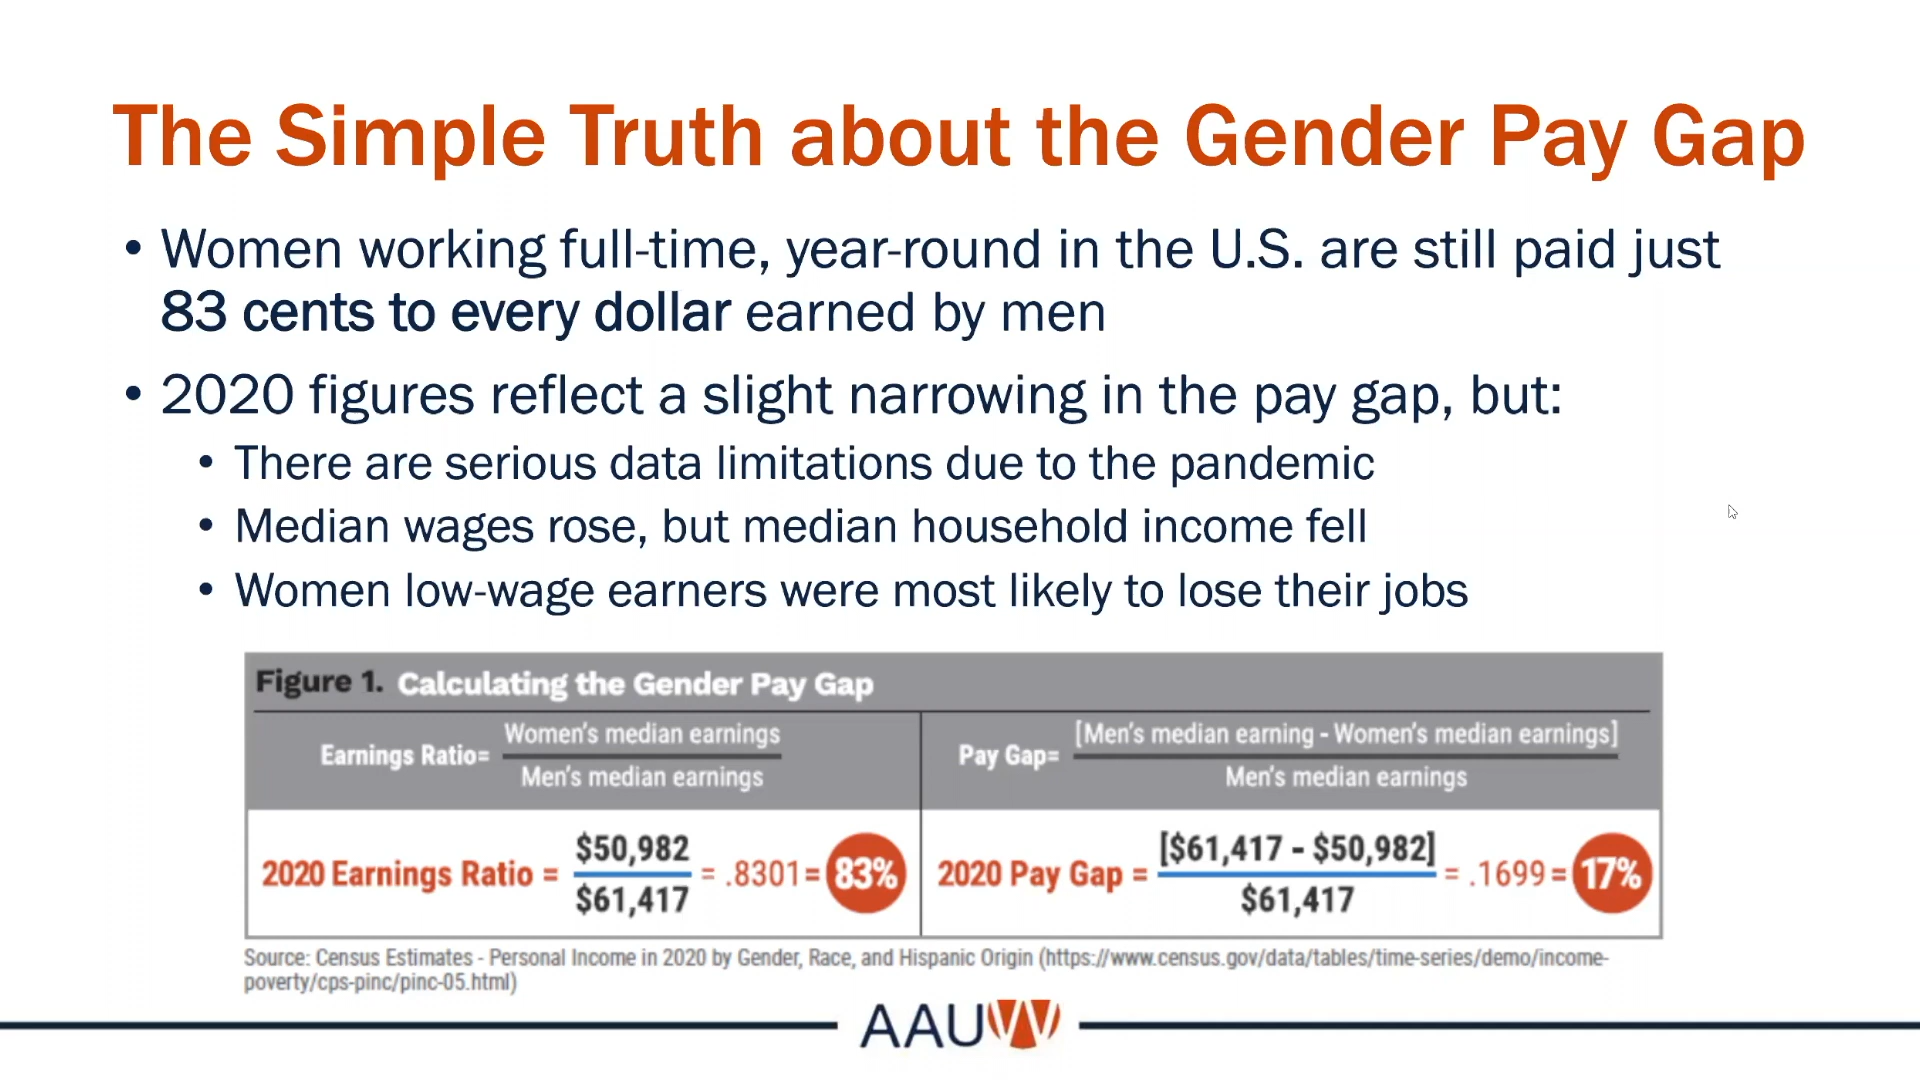 The Simple Truth about the Gender Pay Gap
• Women working full-time, year-round in the U.S. are still paid just
83 cents to every dollar earned by men
• 2020 figures reflect a slight narrowing in the pay gap, but:
• There are serious data limitations due to the pandemic
• Median wages rose, but median household income fell
• Women low-wage earners were most likely to lose their jobs
Figure 1. Calculating the Gender Pay Gap
Earnings Ratio=
Women's median earnings
Men's median earnings
Pay Gap=
[Men's median earning - Women's median earnings]
Men's median earnings
2020 Earnings Ratio =
$50,982
$61,417
= .8301 = 83%
2020 Pay Gap =
[$61,417 - $50,982]
$61,417
= .1699 = 17%
Source: Census Estimates - Personal Income in 2020 by Gender, Race, and Hispanic Origin (https://www.census.gov/data/tables/time-series/demo/income-
poverty/cps-pinc/pinc-05.html)
AAUW